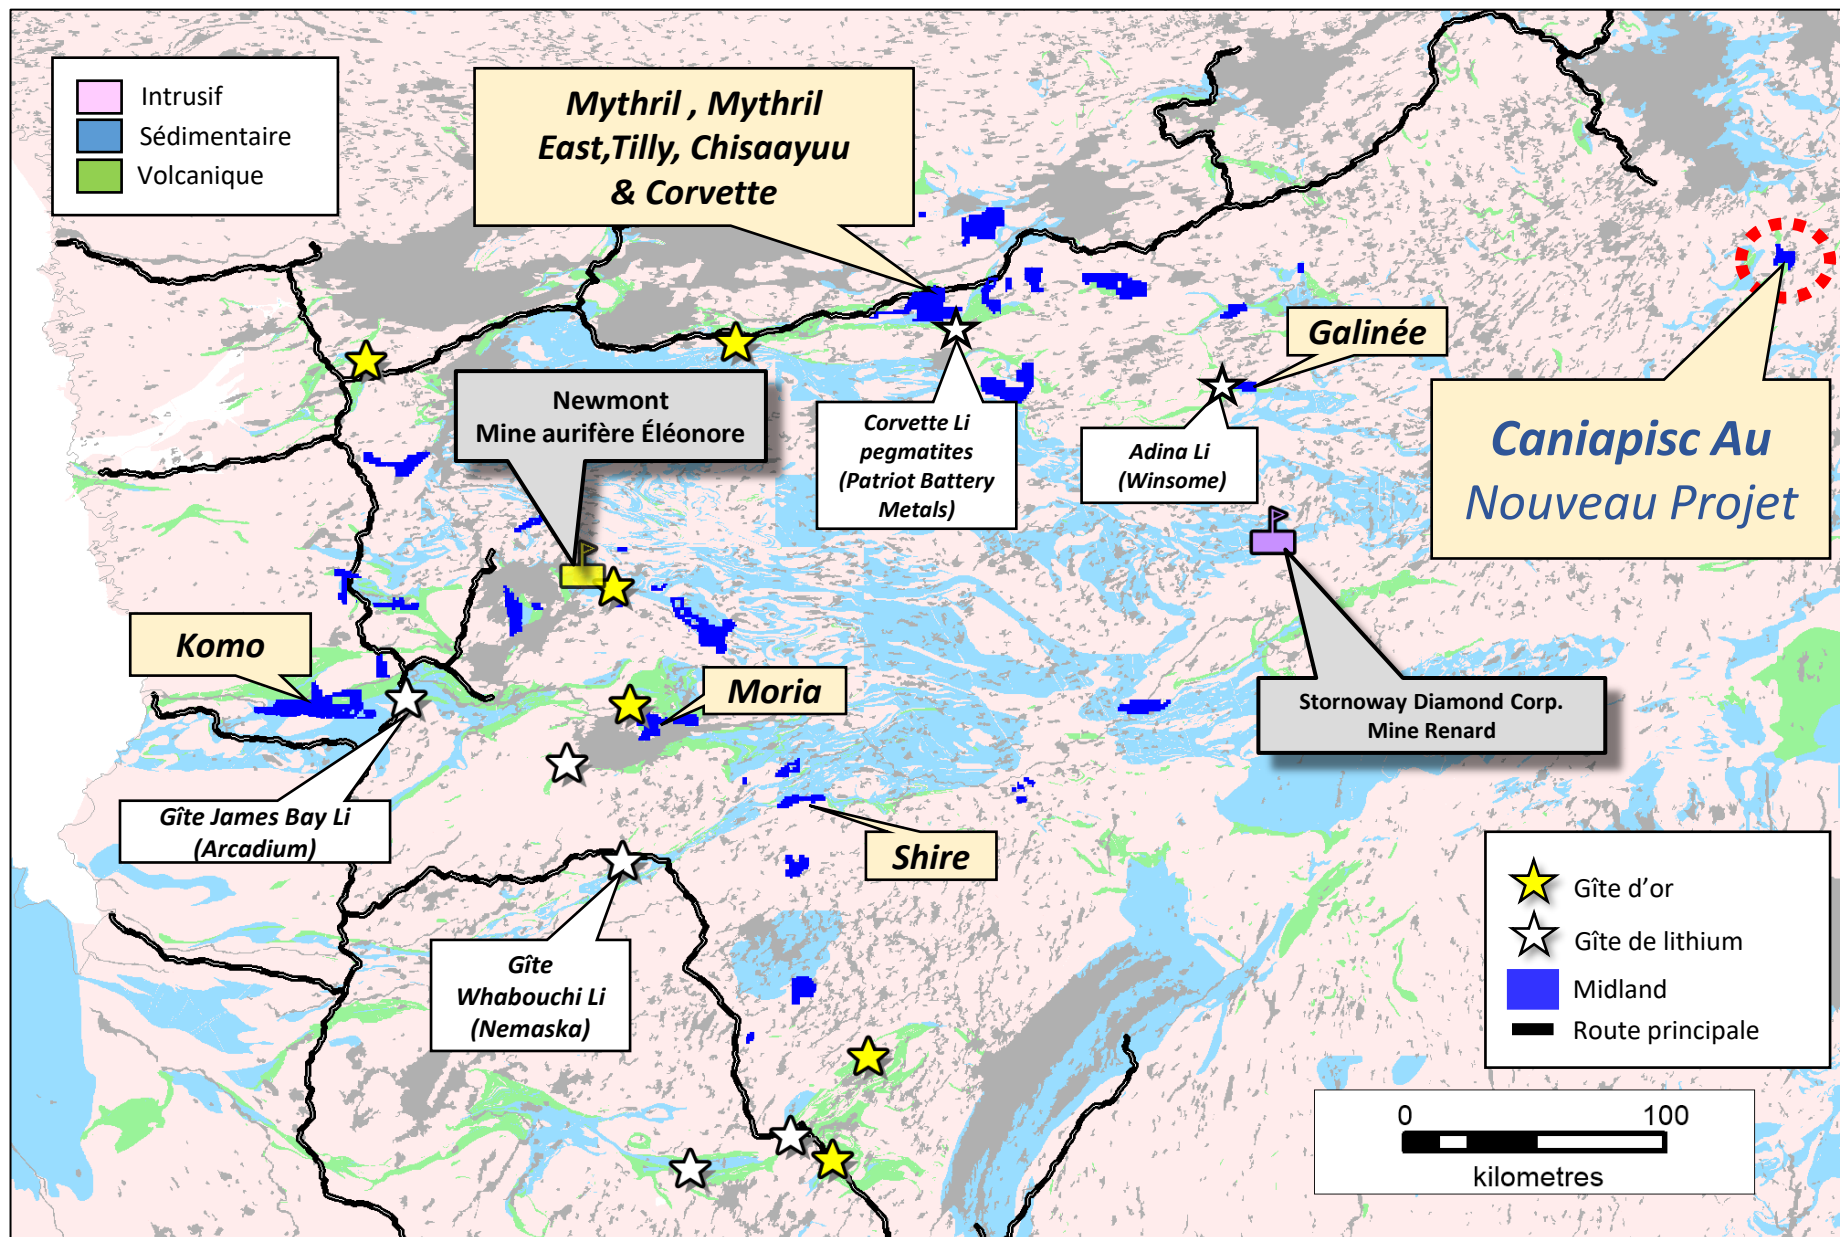 Intrusif
Sédimentaire
Volcanique
Mythril , Mythril
East,Tilly, Chisaayuu
& Corvette
Galinée
Newmont
Mine aurifère Éléonore
Corvette Li
pegmatites
(Patriot Battery
Metals)
Adina Li
(Winsome)
Caniapisc Au
Nouveau Projet
Komo
Moria
Stornoway Diamond Corp.
Mine Renard
Gîte James Bay Li
(Arcadium)
Shire
Gîte
Whabouchi Li
(Nemaska)
Gîte d’or
Gîte de lithium
Midland
Route principale
0 100
kilometres